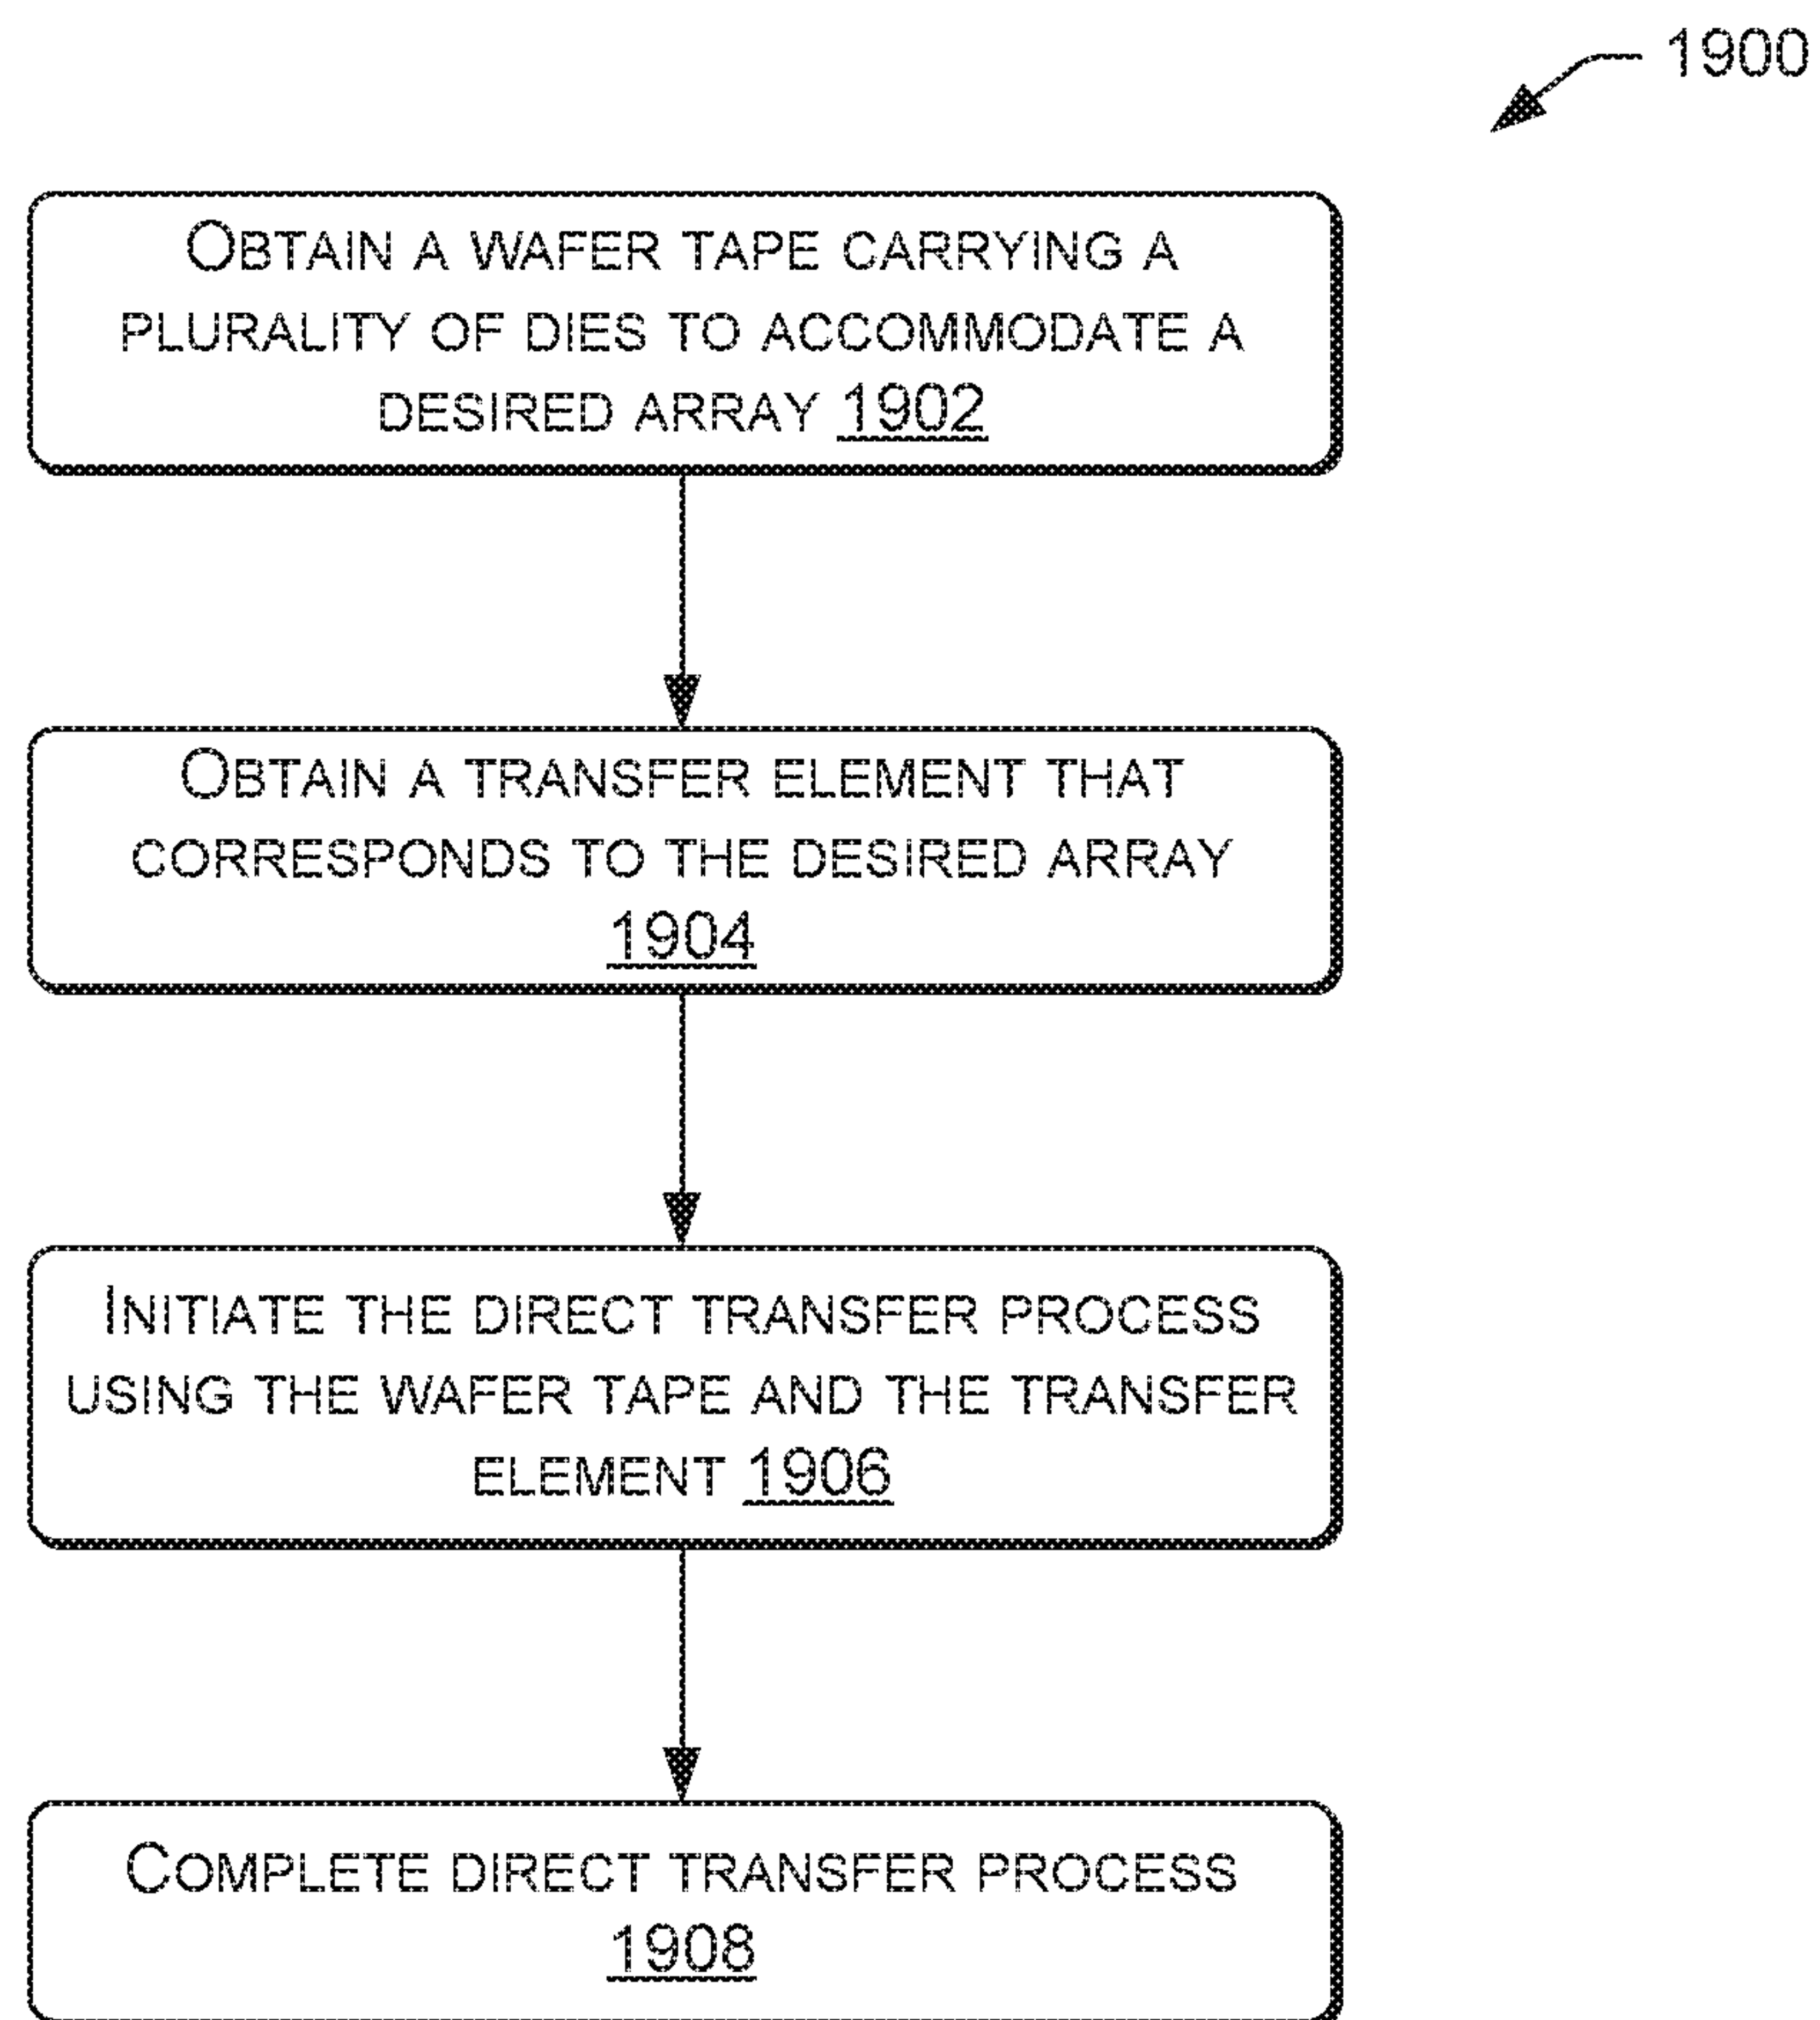 1900
OBTAIN A WAFER TAPE CARRYING A
PLURALITY OF DIES TO ACCOMMODATE A
DESIRED ARRAY 1902
OBTAIN A TRANSFER ELEMENT THAT
CORRESPONDS TO THE DESIRED ARRAY
1904
INITIATE THE DIRECT TRANSFER PROCESS
USING THE WAFER TAPE AND THE TRANSFER
ELEMENT 1906
COMPLETE DIRECT TRANSFER PROCESS
1908